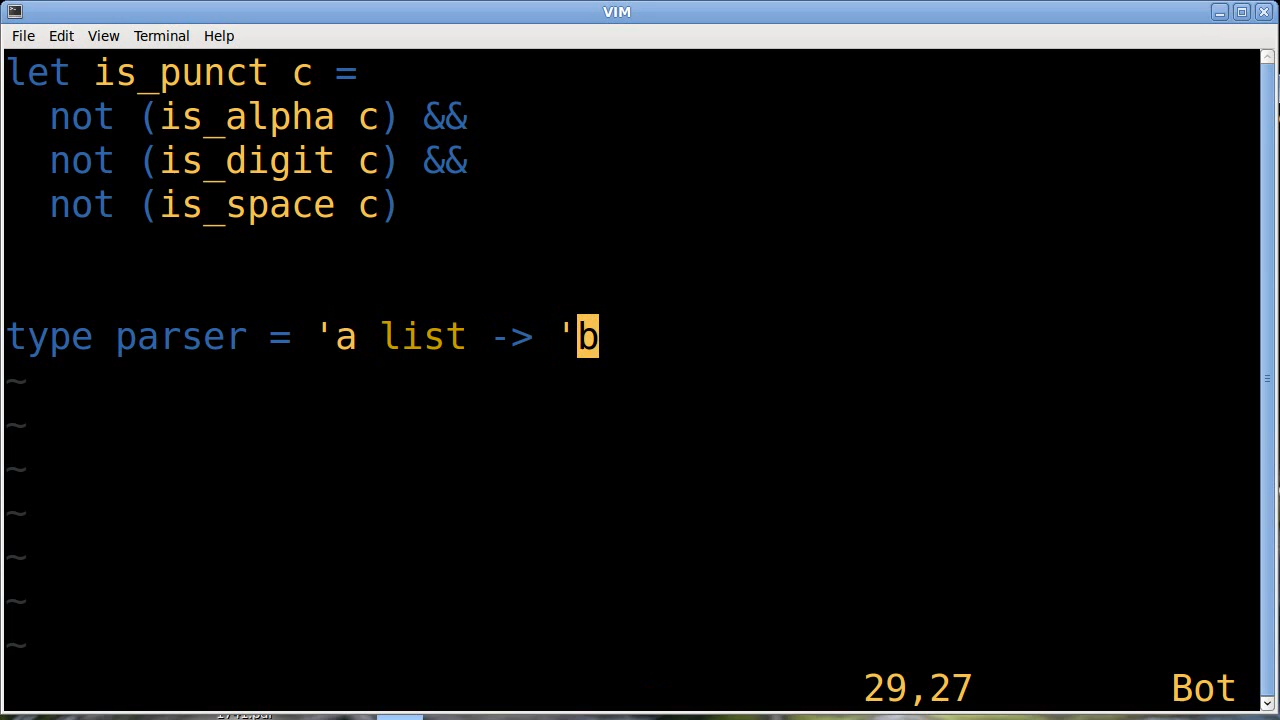 VIM
File Edit View Terminal Help
let is_punct c =
  not (is_alpha c) &&
  not (is_digit c) &&
  not (is_space c)
type parser = 'a list -> 'b
~
~
~
~
~
~
~
29,27 Bot